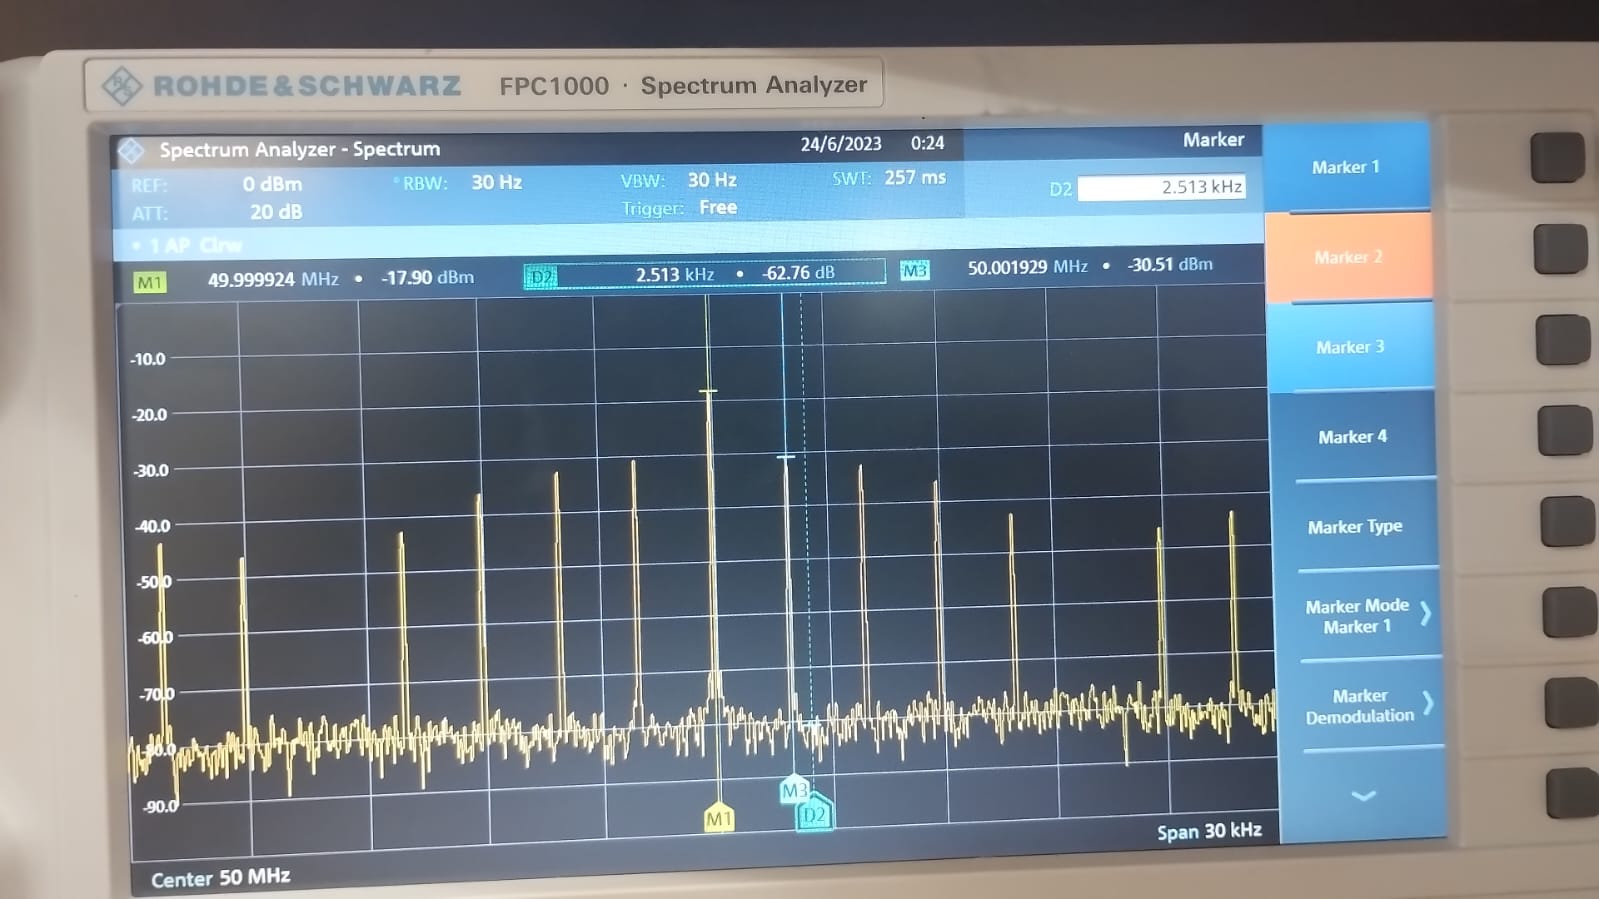 ROHDE & SCHWARZ FPC1000 · Spectrum Analyzer
Spectrum Analyzer - Spectrum 24/6/2023 0:24 Marker
REF: 0 dBm RBW: 30 Hz VBW: 30 Hz SWT: 257 ms D2 2.513 kHz
ATT: 20 dB Trigger: Free
1 AP Clrw
M1 49.999924 MHz • -17.90 dBm D2 2.513 kHz • -62.76 dB M3 50.001929 MHz • -30.51 dBm
-10.0
-20.0
-30.0
-40.0
-50.0
-60.0
-70.0
-80.0
-90.0
M3
M1 D2
Center 50 MHz Span 30 kHz
Marker 1
Marker 2
Marker 3
Marker 4
Marker Type
Marker Mode
Marker 1
Marker
Demodulation